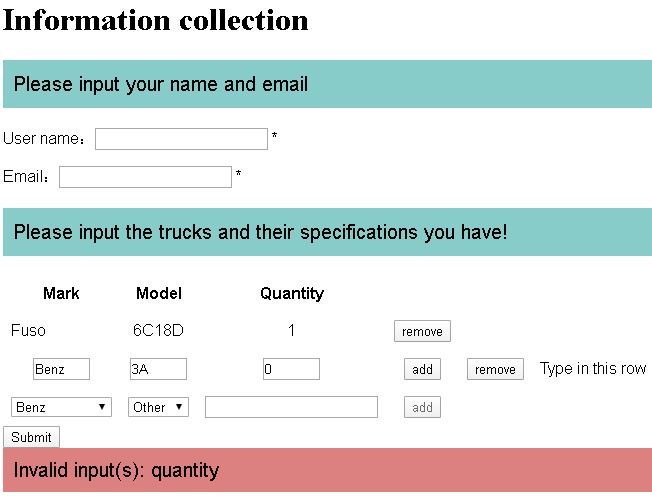 Information collection
Please input your name and email
User name： *
Email： *
Please input the trucks and their specifications you have!
Mark Model Quantity
Fuso 6C18D 1 remove
Benz 3A 0 add remove Type in this row
Benz Other add
Submit
Invalid input(s): quantity